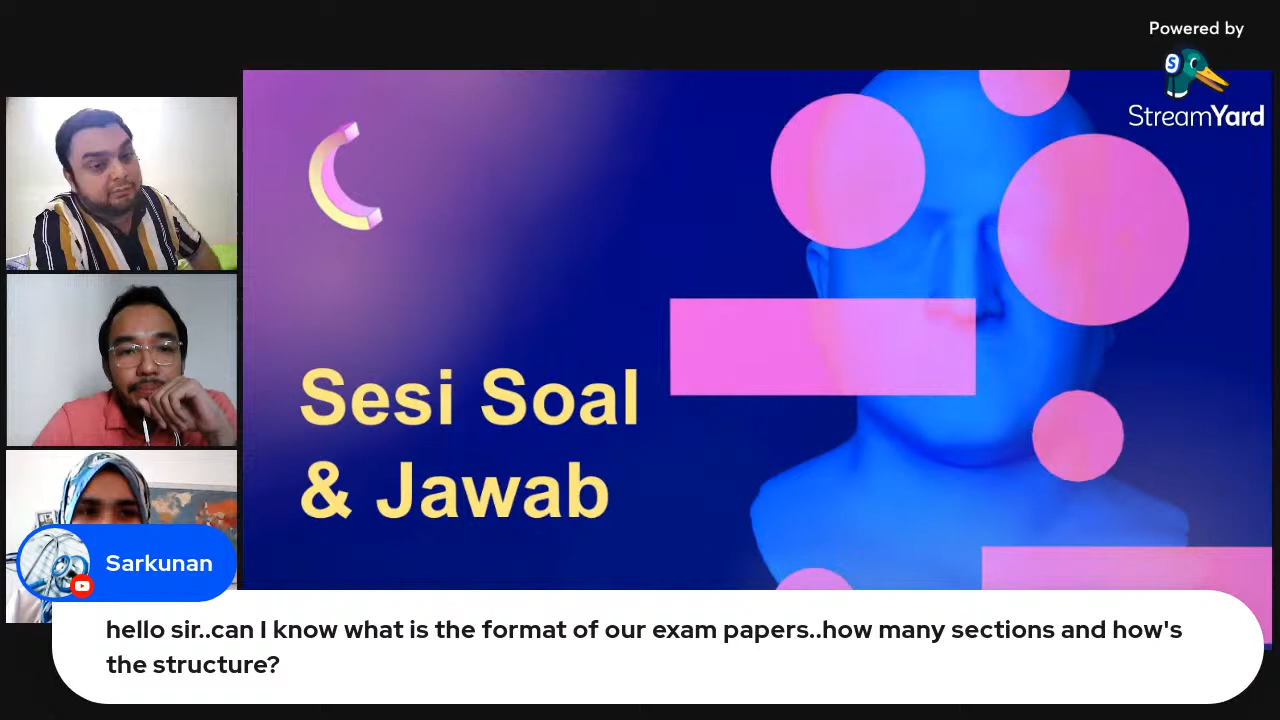 Powered by
StreamYard
Sesi Soal
& Jawab
Sarkunan
hello sir..can I know what is the format of our exam papers..how many sections and how's
the structure?